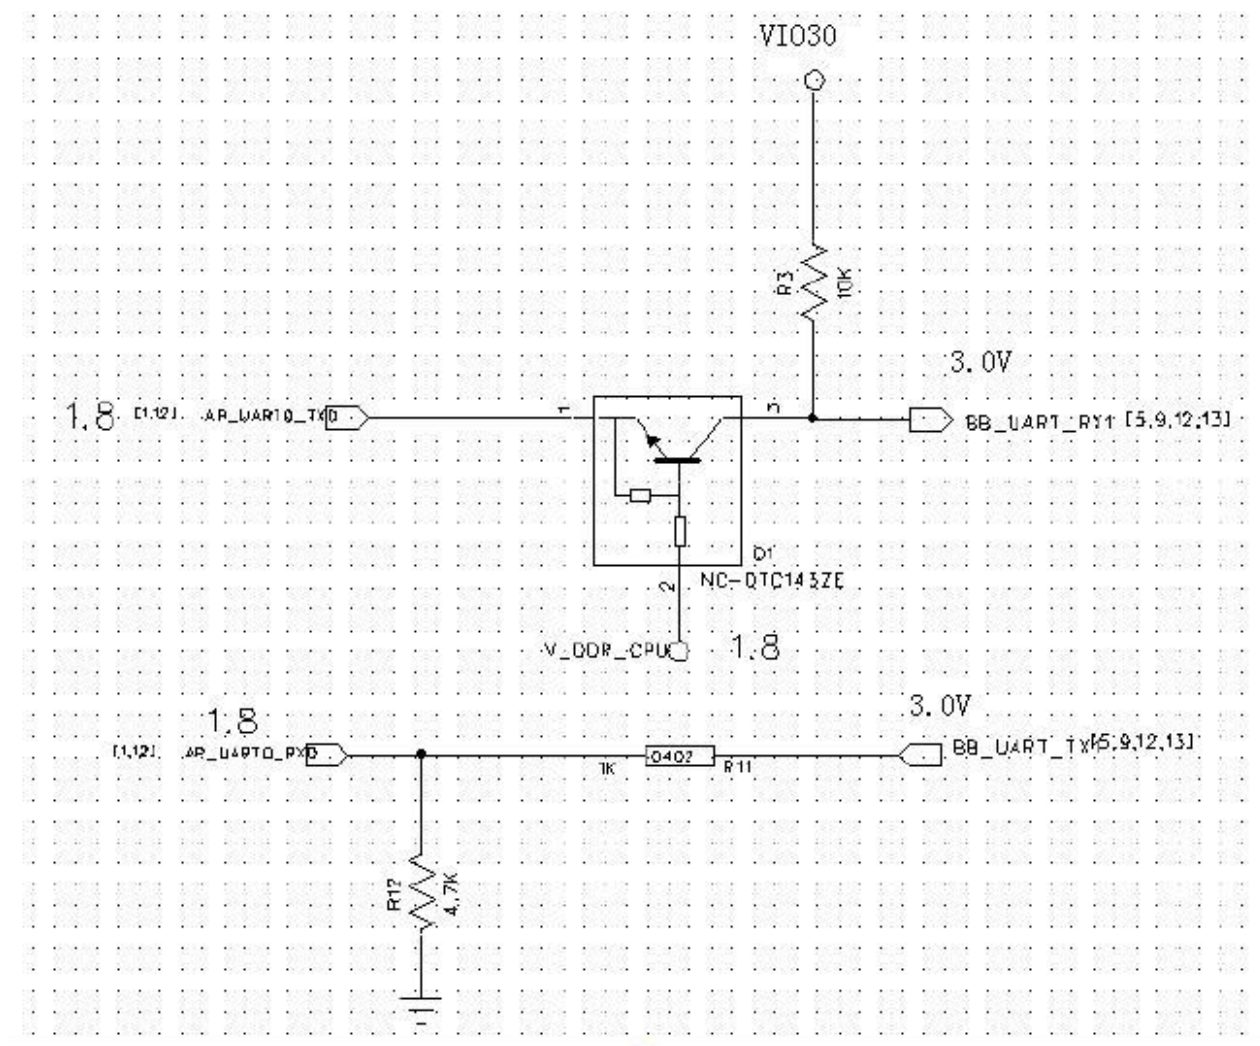 VIO30
R3
10K
3.0V
1.8 [1,12] AP_UART0_TXD
1
3
BB_UART_RX1 [5,9,12,13]
2
NC-DTC143ZE
V_DDR_CPU
1.8
1.8
3.0V
[1,12] AP_UART0_RXD
1K
0402
R11
BB_UART_TX [5,9,12,13]
R12
4.7K